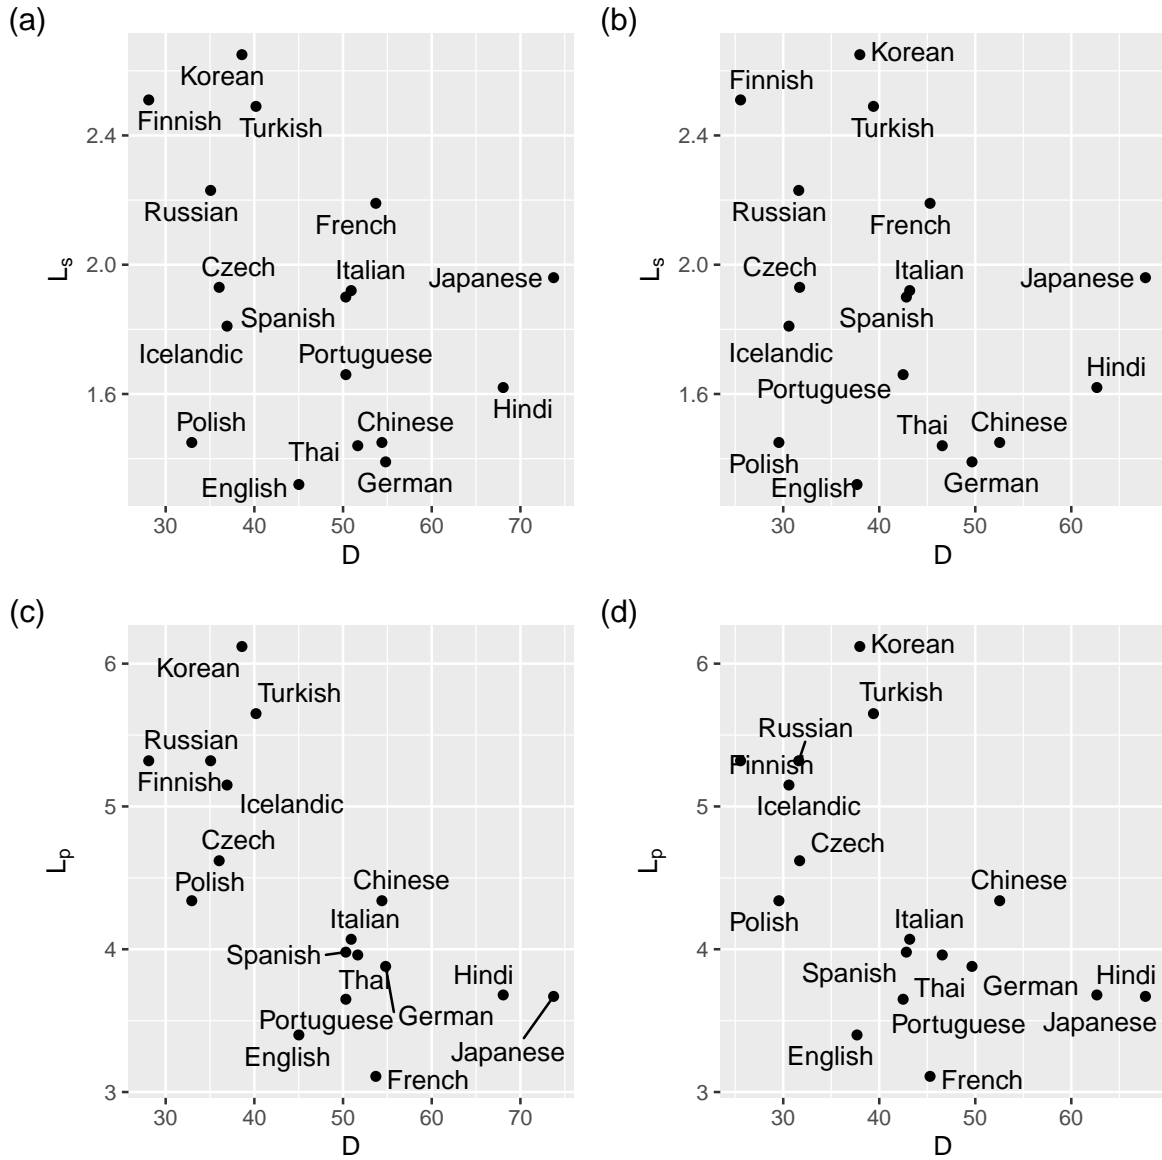 (a)
Korean
Finnish
Turkish
2.4
Russian
French
Czech
Italian
Japanese
2.0
Spanish
Icelandic
Portuguese
1.6
Hindi
Polish
Chinese
Thai
German
English
30 40 50 60 70
D
Ls
(b)
Korean
Finnish
Turkish
2.4
Russian
French
Czech
Italian
Japanese
2.0
Spanish
Icelandic
Hindi
Portuguese
1.6
Thai
Chinese
Polish
German
English
30 40 50 60
D
Ls
(c)
6
Korean
Turkish
Russian
Finnish
Icelandic
5
Czech
Polish
Chinese
Italian
4
Spanish
Hindi
Thai
Portuguese
German
English
Japanese
French
3
30 40 50 60 70
D
Lp
(d)
6
Korean
Turkish
Russian
Finnish
Icelandic
5
Czech
Chinese
Polish
Italian
4
Spanish
Thai
German
Hindi
Portuguese
Japanese
English
French
3
30 40 50 60
D
Lp